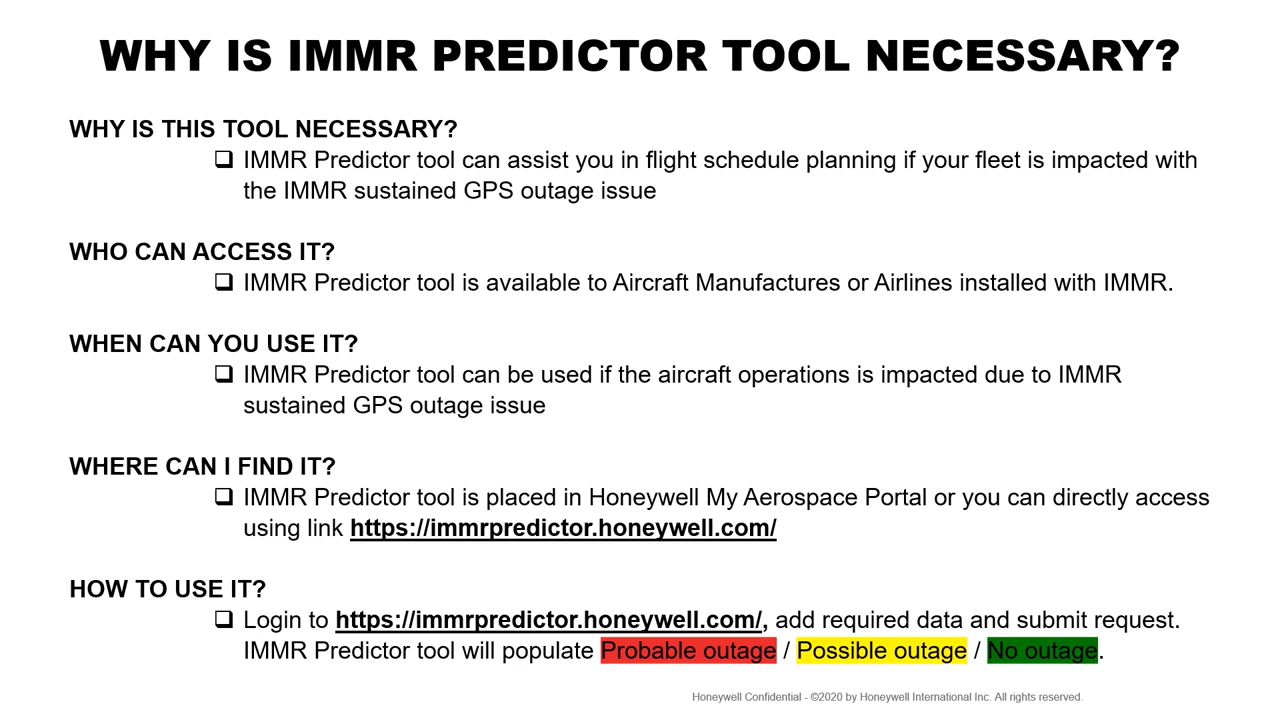 WHY IS IMMR PREDICTOR TOOL NECESSARY?
WHY IS THIS TOOL NECESSARY?
❑ IMMR Predictor tool can assist you in flight schedule planning if your fleet is impacted with
the IMMR sustained GPS outage issue
WHO CAN ACCESS IT?
❑ IMMR Predictor tool is available to Aircraft Manufactures or Airlines installed with IMMR.
WHEN CAN YOU USE IT?
❑ IMMR Predictor tool can be used if the aircraft operations is impacted due to IMMR
sustained GPS outage issue
WHERE CAN I FIND IT?
❑ IMMR Predictor tool is placed in Honeywell My Aerospace Portal or you can directly access
using link https://immrpredictor.honeywell.com/
HOW TO USE IT?
❑ Login to https://immrpredictor.honeywell.com/, add required data and submit request.
IMMR Predictor tool will populate Probable outage / Possible outage / No outage.
Honeywell Confidential - ©2020 by Honeywell International Inc. All rights reserved.